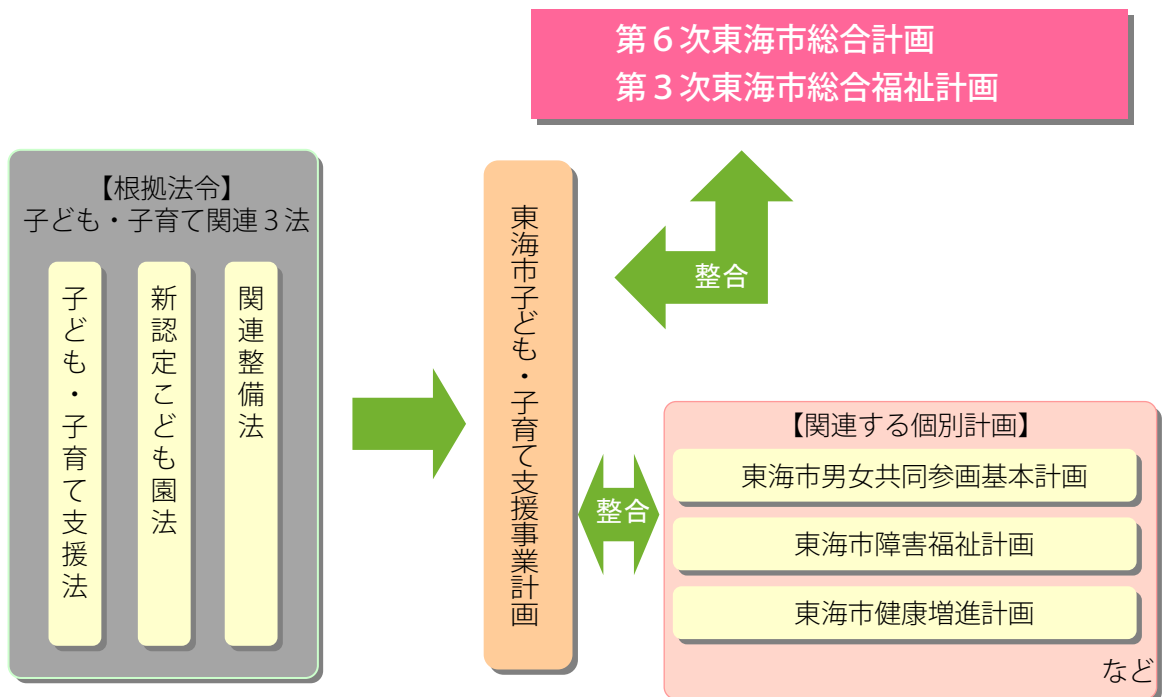 第６次東海市総合計画
第３次東海市総合福祉計画
【根拠法令】
子ども・子育て関連３法
子ども・子育て支援法
新認定こども園法
関連整備法
東海市子ども・子育て支援事業計画
整合
整合
【関連する個別計画】
東海市男女共同参画基本計画
東海市障害福祉計画
東海市健康増進計画
など